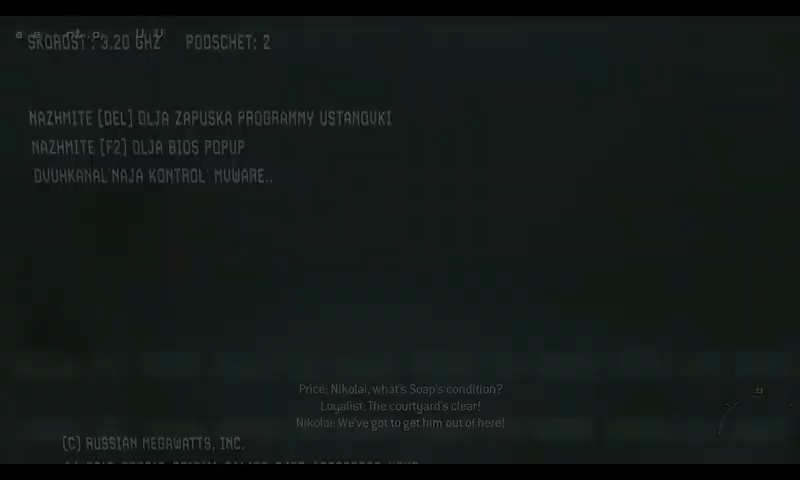 SKOROST : 3.20 GHZ PODSCHET: 2
NAZHMITE [DEL] DLJA ZAPUSKA PROGRAMMY USTANOVKI
NAZHMITE [F2] DLJA BIOS POPUP
DVUHKANAL'NAJA KONTROL' MVWARE..
Price: Nikolai, what's Soap's condition?
Loyalist: The courtyard's clear!
Nikolai: We've got to get him out of here!
(C) RUSSIAN MEGAWATTS, INC.